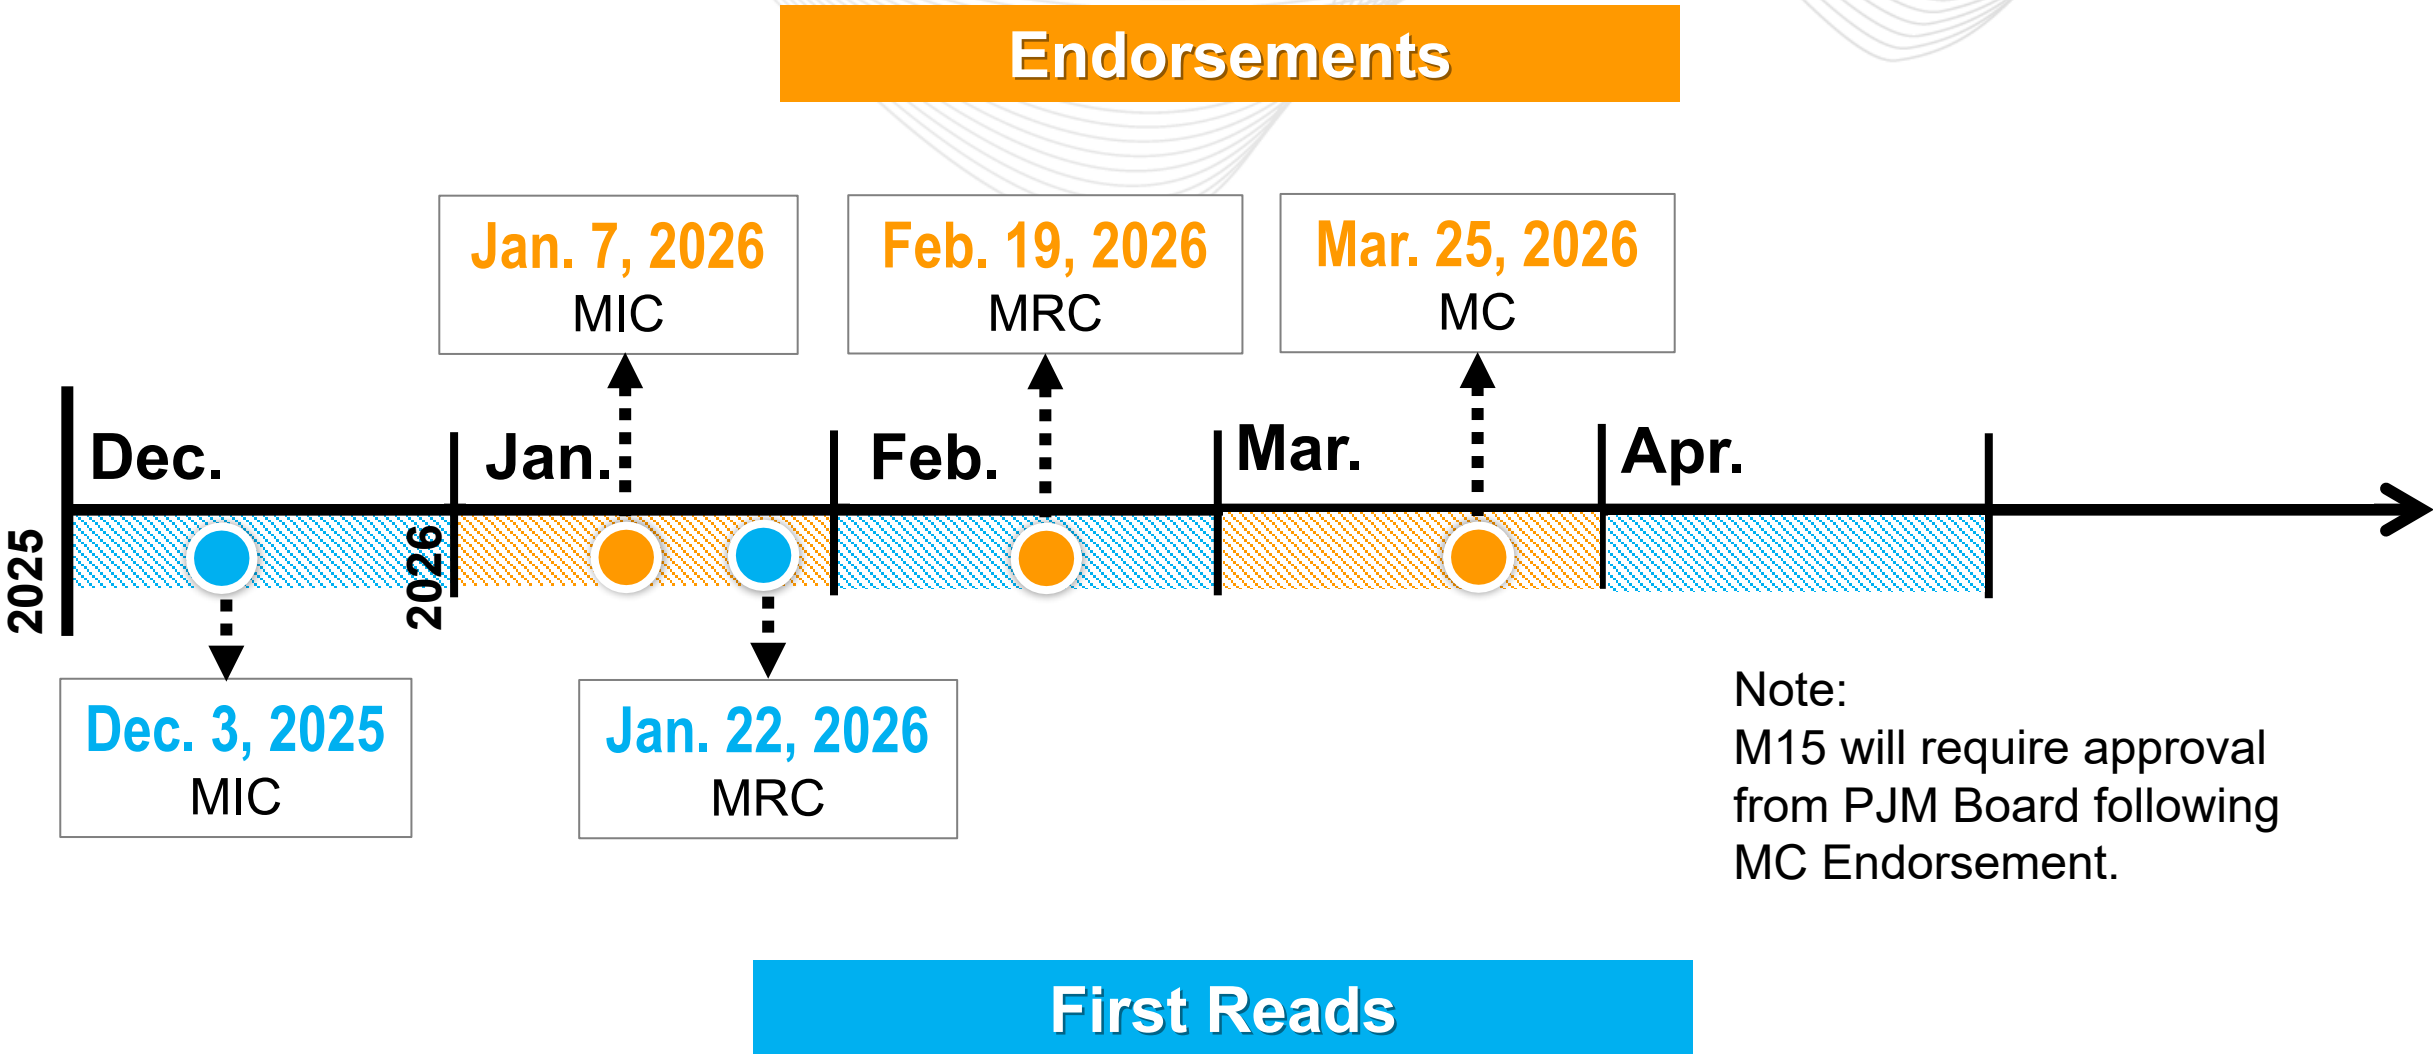 Endorsements
Jan. 7, 2026
MIC
Feb. 19, 2026
MRC
Mar. 25, 2026
MC
Dec.
Jan.
Feb.
Mar.
Apr.
2025
2026
Dec. 3, 2025
MIC
Jan. 22, 2026
MRC
Note:
M15 will require approval
from PJM Board following
MC Endorsement.
First Reads